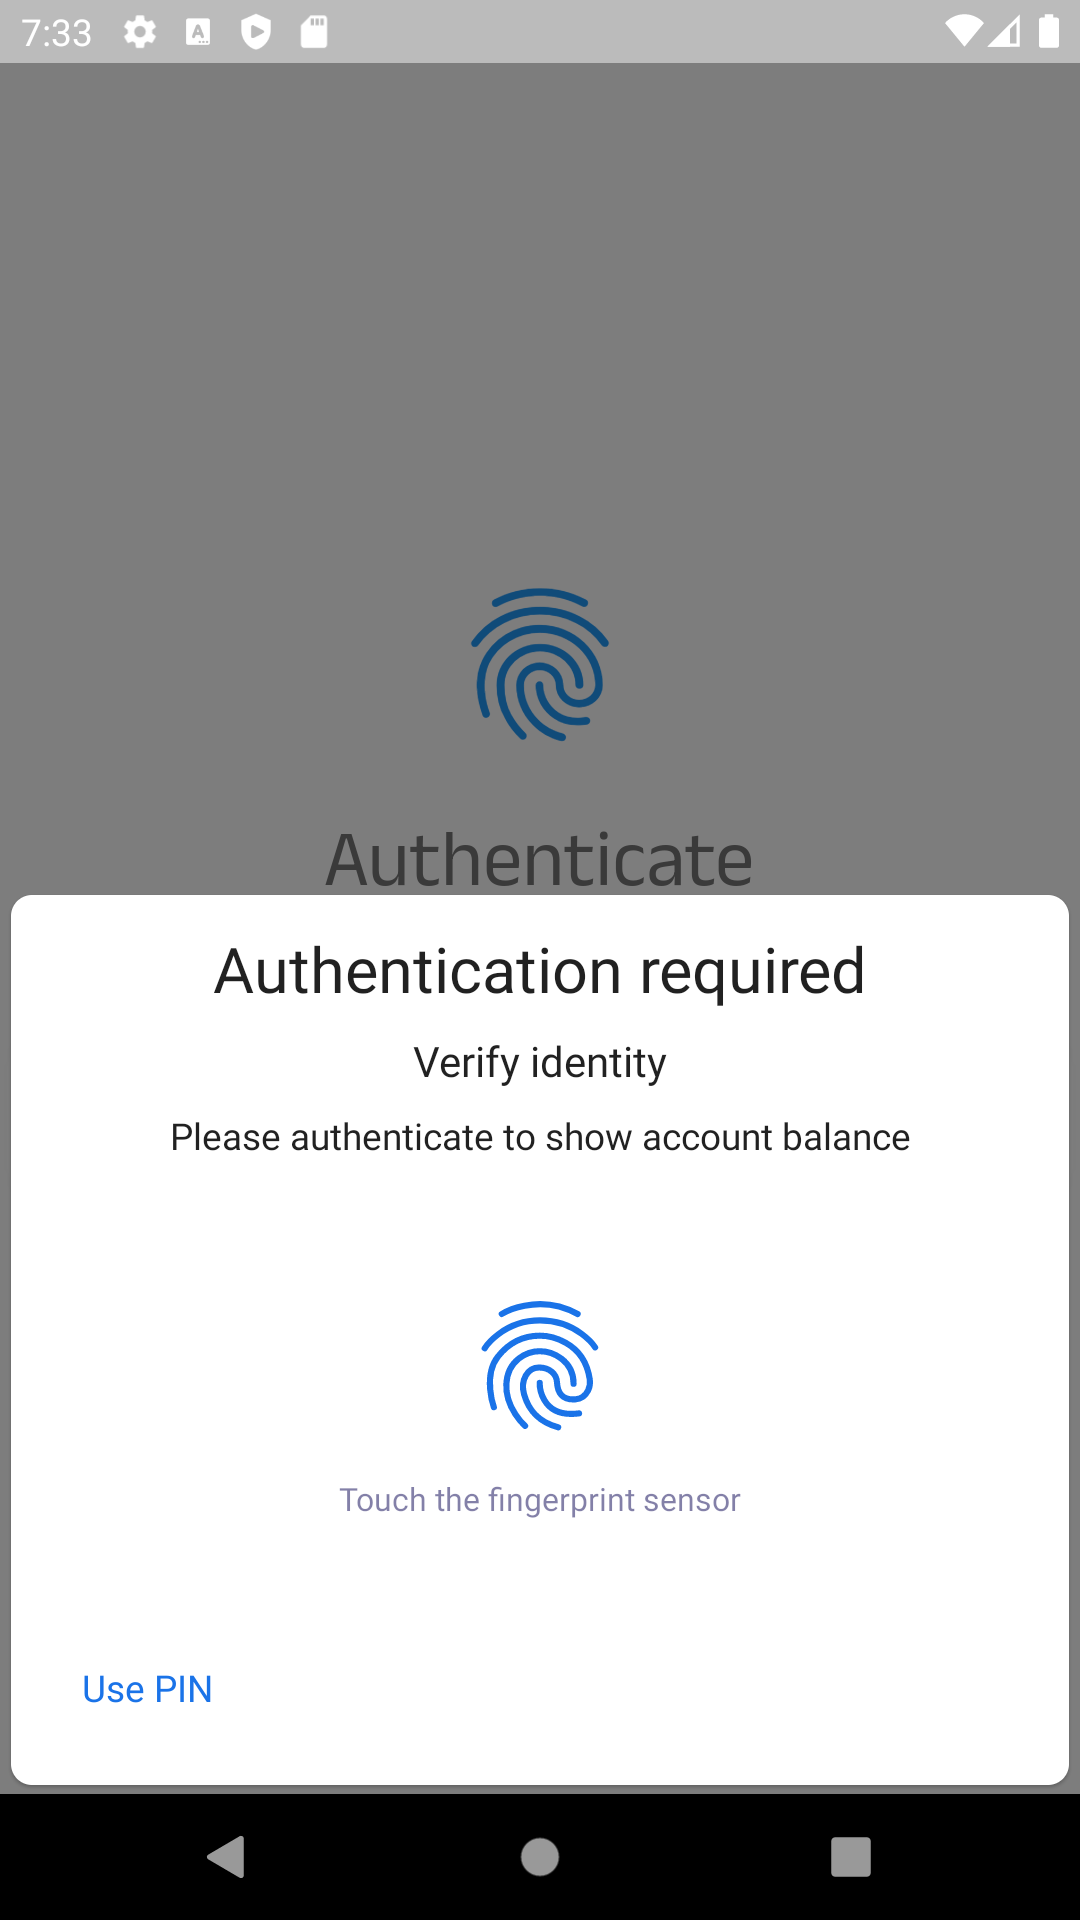 7:33
Authenticate
Authentication required
Verify identity
Please authenticate to show account balance
Touch the fingerprint sensor
Use PIN